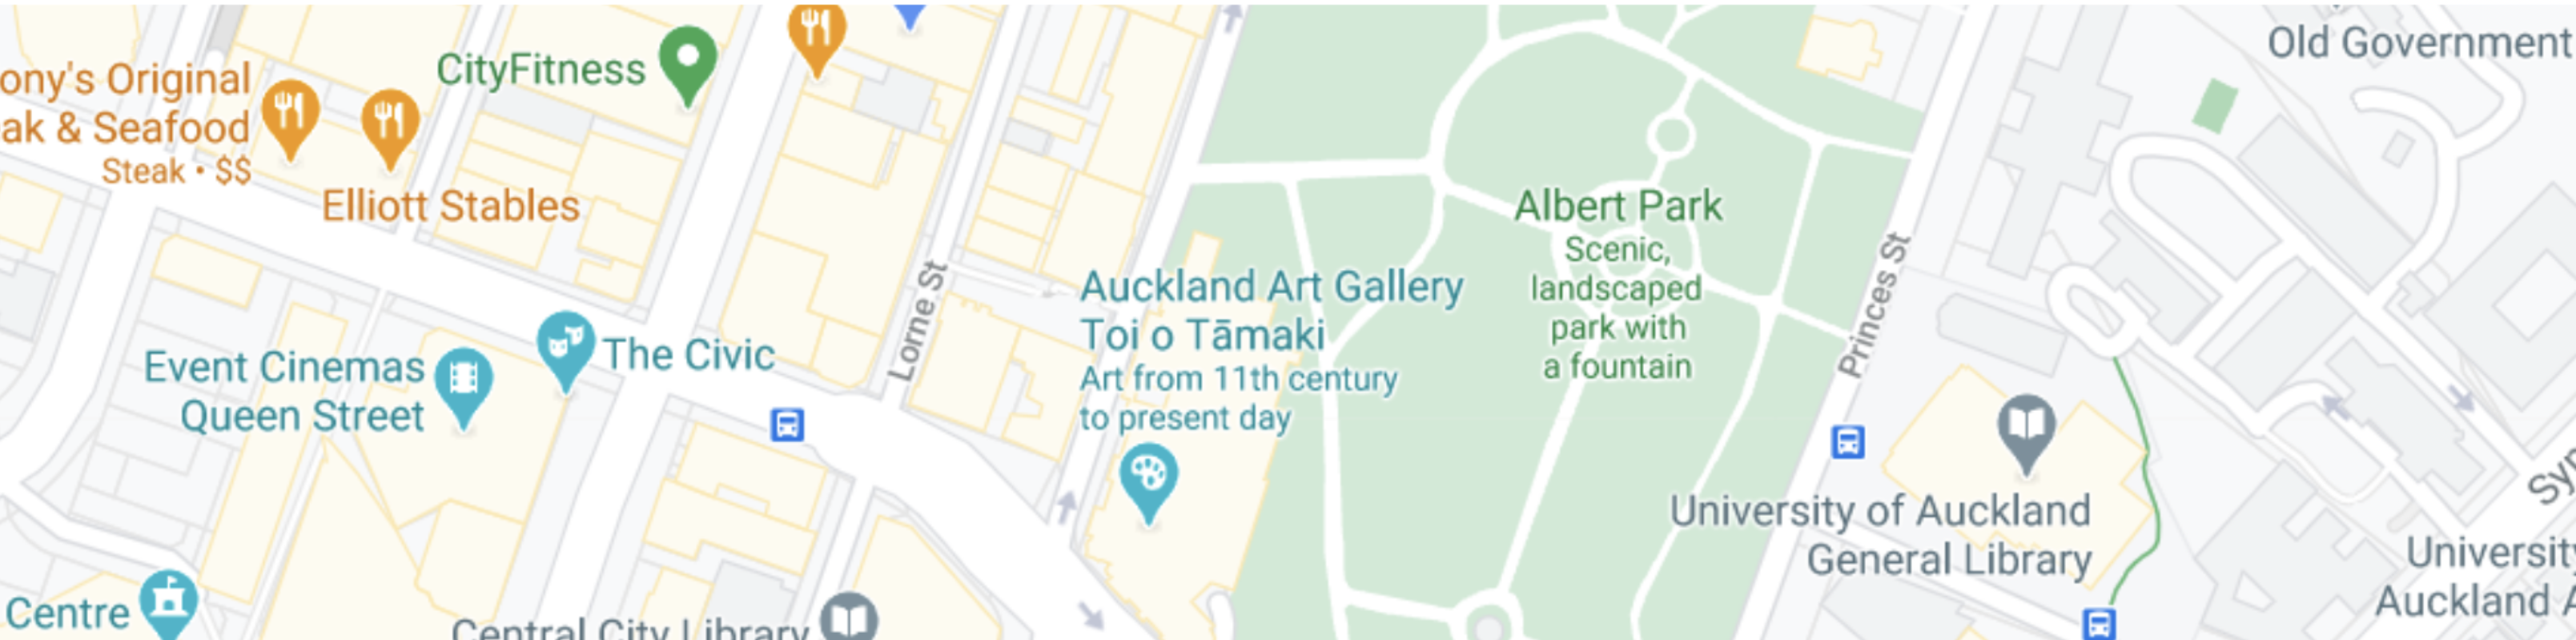 ony's Original
ak & Seafood
Steak • $$
Elliott Stables
CityFitness
Event Cinemas
Queen Street
The Civic
Centre
Central City Library
Lorne St
Auckland Art Gallery
Toi o Tāmaki
Art from 11th century
to present day
Albert Park
Scenic,
landscaped
park with
a fountain
Princes St
Old Government
University of Auckland
General Library
Sy
University
Auckland A